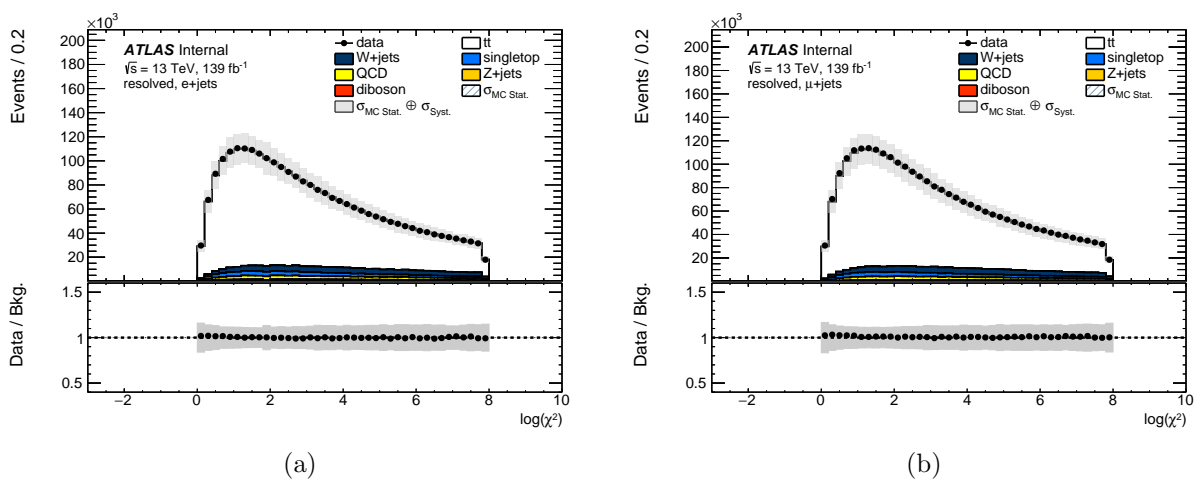 ×10³
Events / 0.2
200
180
160
140
120
100
80
60
40
20
ATLAS Internal
√s = 13 TeV, 139 fb⁻¹
resolved, e+jets
data
tt
W+jets
singletop
QCD
Z+jets
diboson
σMC Stat.
σMC Stat. ⊕ σSyst.
Data / Bkg.
1.5
1
0.5
−2 0 2 4 6 8 10
log(χ²)
(a)
×10³
Events / 0.2
200
180
160
140
120
100
80
60
40
20
ATLAS Internal
√s = 13 TeV, 139 fb⁻¹
resolved, μ+jets
data
tt
W+jets
singletop
QCD
Z+jets
diboson
σMC Stat.
σMC Stat. ⊕ σSyst.
Data / Bkg.
1.5
1
0.5
−2 0 2 4 6 8 10
log(χ²)
(b)